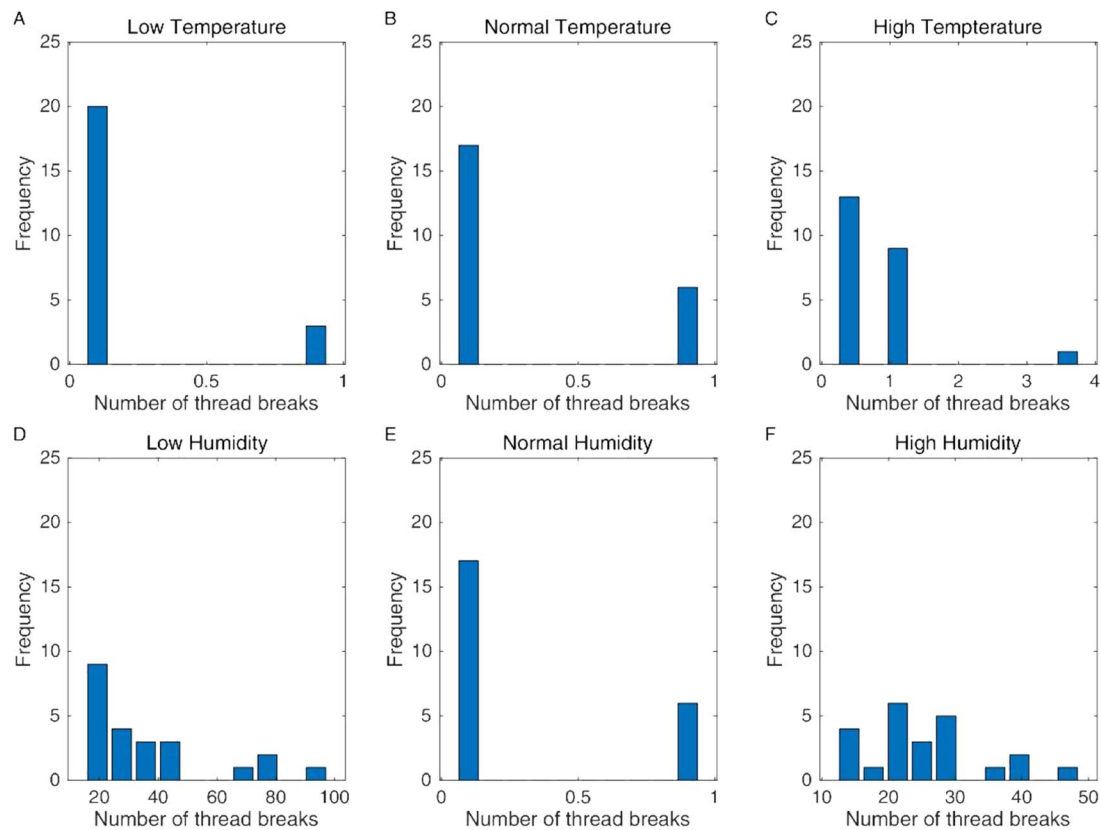 A
Low Temperature
25
20
15
10
5
0
Frequency
0 0.5 1
Number of thread breaks
B
Normal Temperature
25
20
15
10
5
0
Frequency
0 0.5 1
Number of thread breaks
C
High Tempterature
25
20
15
10
5
0
Frequency
0 1 2 3 4
Number of thread breaks
D
Low Humidity
25
20
15
10
5
0
Frequency
20 40 60 80 100
Number of thread breaks
E
Normal Humidity
25
20
15
10
5
0
Frequency
0 0.5 1
Number of thread breaks
F
High Humidity
25
20
15
10
5
0
Frequency
10 20 30 40 50
Number of thread breaks